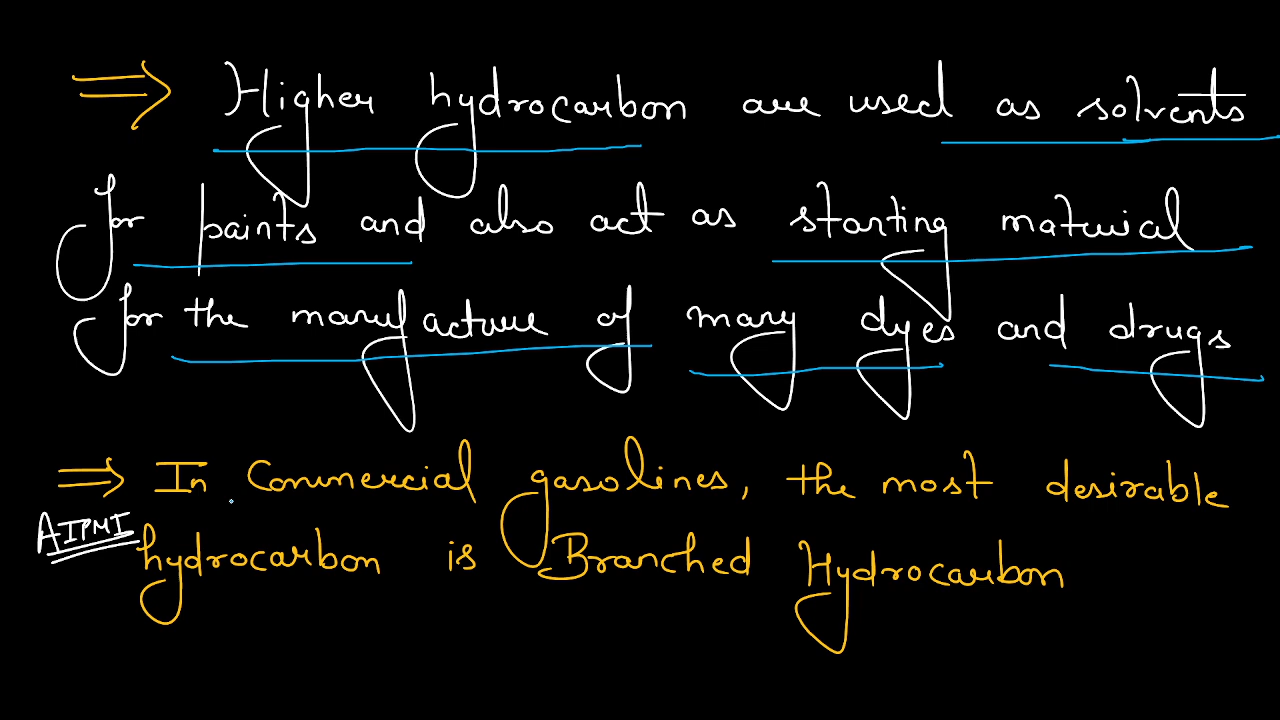 ⇒ Higher hydrocarbon are used as solvents
for paints and also act as starting material
for the manufacture of many dyes and drugs
⇒ In Commercial gasolines, the most desirable
AIPMT hydrocarbon is Branched Hydrocarbon